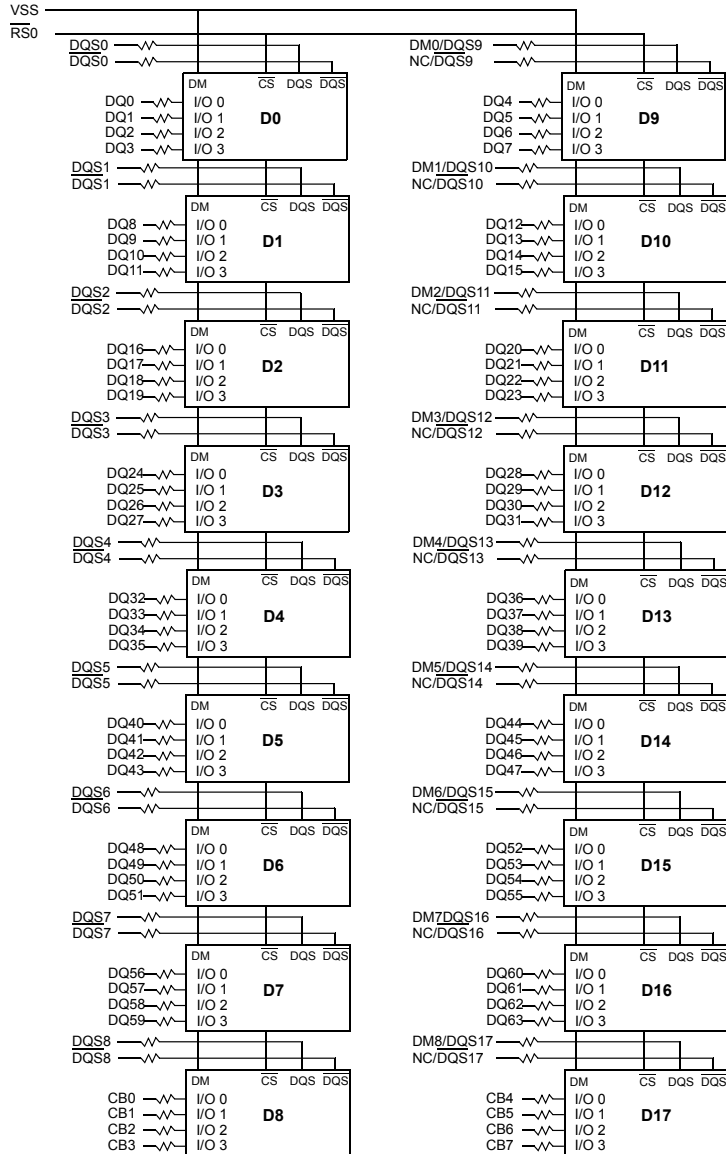 VSS
RS0
DQS0
DQS0
DM CS DQS DQS
DQ0 I/O 0
DQ1 I/O 1
DQ2 I/O 2
DQ3 I/O 3
D0
DQS1
DQS1
DM CS DQS DQS
DQ8 I/O 0
DQ9 I/O 1
DQ10 I/O 2
DQ11 I/O 3
D1
DQS2
DQS2
DM CS DQS DQS
DQ16 I/O 0
DQ17 I/O 1
DQ18 I/O 2
DQ19 I/O 3
D2
DQS3
DQS3
DM CS DQS DQS
DQ24 I/O 0
DQ25 I/O 1
DQ26 I/O 2
DQ27 I/O 3
D3
DQS4
DQS4
DM CS DQS DQS
DQ32 I/O 0
DQ33 I/O 1
DQ34 I/O 2
DQ35 I/O 3
D4
DQS5
DQS5
DM CS DQS DQS
DQ40 I/O 0
DQ41 I/O 1
DQ42 I/O 2
DQ43 I/O 3
D5
DQS6
DQS6
DM CS DQS DQS
DQ48 I/O 0
DQ49 I/O 1
DQ50 I/O 2
DQ51 I/O 3
D6
DQS7
DQS7
DM CS DQS DQS
DQ56 I/O 0
DQ57 I/O 1
DQ58 I/O 2
DQ59 I/O 3
D7
DQS8
DQS8
DM CS DQS DQS
CB0 I/O 0
CB1 I/O 1
CB2 I/O 2
CB3 I/O 3
D8
DM0/DQS9
NC/DQS9
DM CS DQS DQS
DQ4 I/O 0
DQ5 I/O 1
DQ6 I/O 2
DQ7 I/O 3
D9
DM1/DQS10
NC/DQS10
DM CS DQS DQS
DQ12 I/O 0
DQ13 I/O 1
DQ14 I/O 2
DQ15 I/O 3
D10
DM2/DQS11
NC/DQS11
DM CS DQS DQS
DQ20 I/O 0
DQ21 I/O 1
DQ22 I/O 2
DQ23 I/O 3
D11
DM3/DQS12
NC/DQS12
DM CS DQS DQS
DQ28 I/O 0
DQ29 I/O 1
DQ30 I/O 2
DQ31 I/O 3
D12
DM4/DQS13
NC/DQS13
DM CS DQS DQS
DQ36 I/O 0
DQ37 I/O 1
DQ38 I/O 2
DQ39 I/O 3
D13
DM5/DQS14
NC/DQS14
DM CS DQS DQS
DQ44 I/O 0
DQ45 I/O 1
DQ46 I/O 2
DQ47 I/O 3
D14
DM6/DQS15
NC/DQS15
DM CS DQS DQS
DQ52 I/O 0
DQ53 I/O 1
DQ54 I/O 2
DQ55 I/O 3
D15
DM7DQS16
NC/DQS16
DM CS DQS DQS
DQ60 I/O 0
DQ61 I/O 1
DQ62 I/O 2
DQ63 I/O 3
D16
DM8/DQS17
NC/DQS17
DM CS DQS DQS
CB4 I/O 0
CB5 I/O 1
CB6 I/O 2
CB7 I/O 3
D17